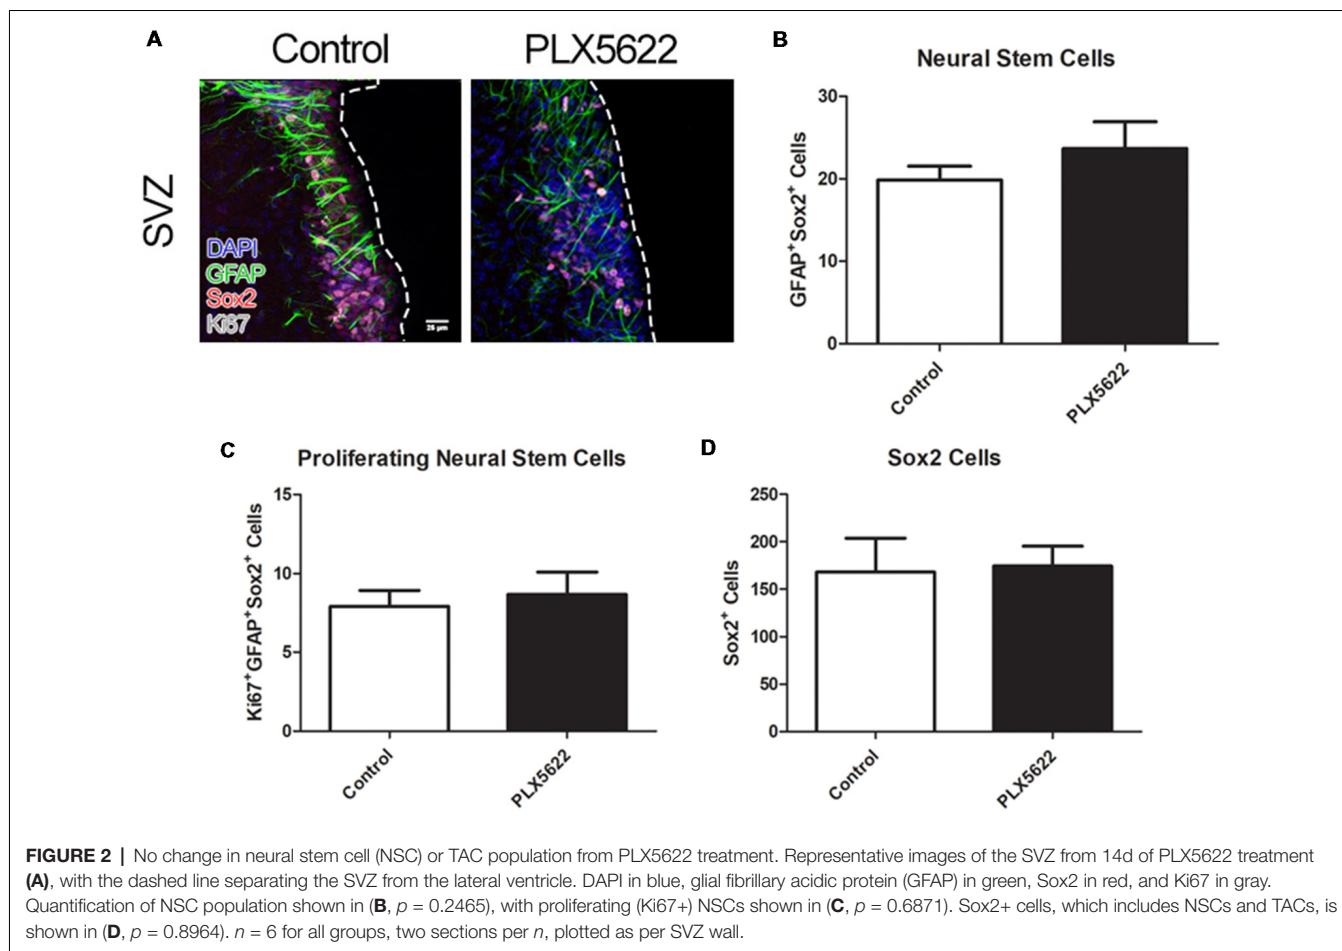 A
Control
PLX5622
SVZ
DAPI
GFAP
Sox2
Ki67
25 μm
B
Neural Stem Cells
GFAP⁺Sox2⁺ Cells
30
20
10
0
Control
PLX5622
C
Proliferating Neural Stem Cells
Ki67⁺GFAP⁺Sox2⁺ Cells
15
10
5
0
Control
PLX5622
D
Sox2 Cells
Sox2⁺ Cells
250
200
150
100
50
0
Control
PLX5622
FIGURE 2 | No change in neural stem cell (NSC) or TAC population from PLX5622 treatment. Representative images of the SVZ from 14d of PLX5622 treatment
(A), with the dashed line separating the SVZ from the lateral ventricle. DAPI in blue, glial fibrillary acidic protein (GFAP) in green, Sox2 in red, and Ki67 in gray.
Quantification of NSC population shown in (B, p = 0.2465), with proliferating (Ki67+) NSCs shown in (C, p = 0.6871). Sox2+ cells, which includes NSCs and TACs, is
shown in (D, p = 0.8964). n = 6 for all groups, two sections per n, plotted as per SVZ wall.